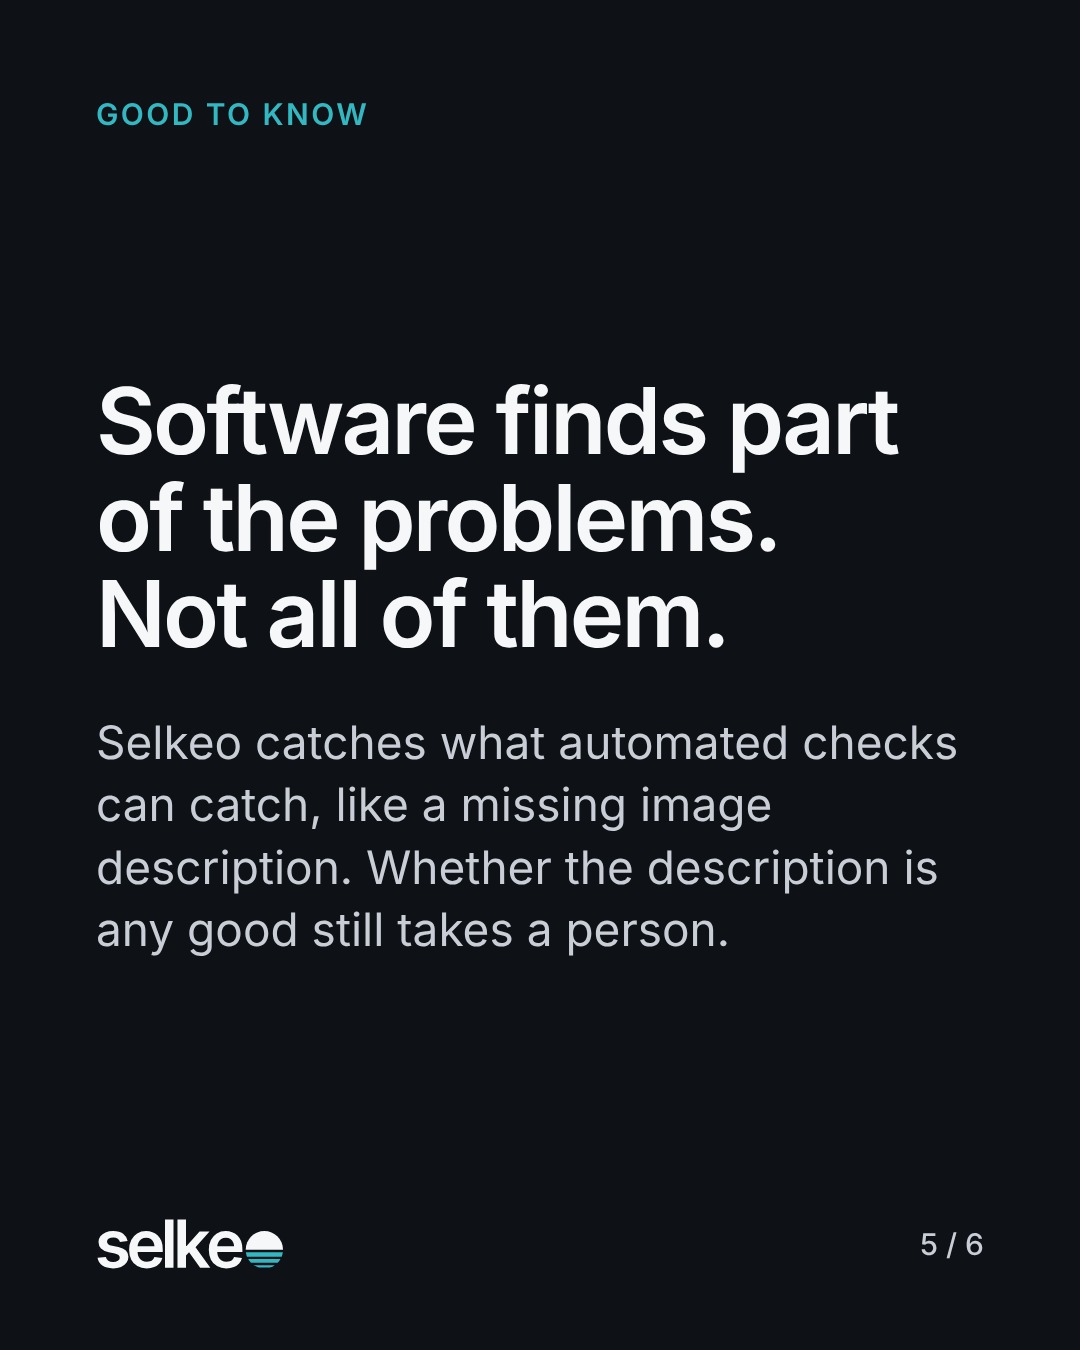 GOOD TO KNOW
Software finds part
of the problems.
Not all of them.
Selkeo catches what automated checks
can catch, like a missing image
description. Whether the description is
any good still takes a person.
selkeo
5 / 6